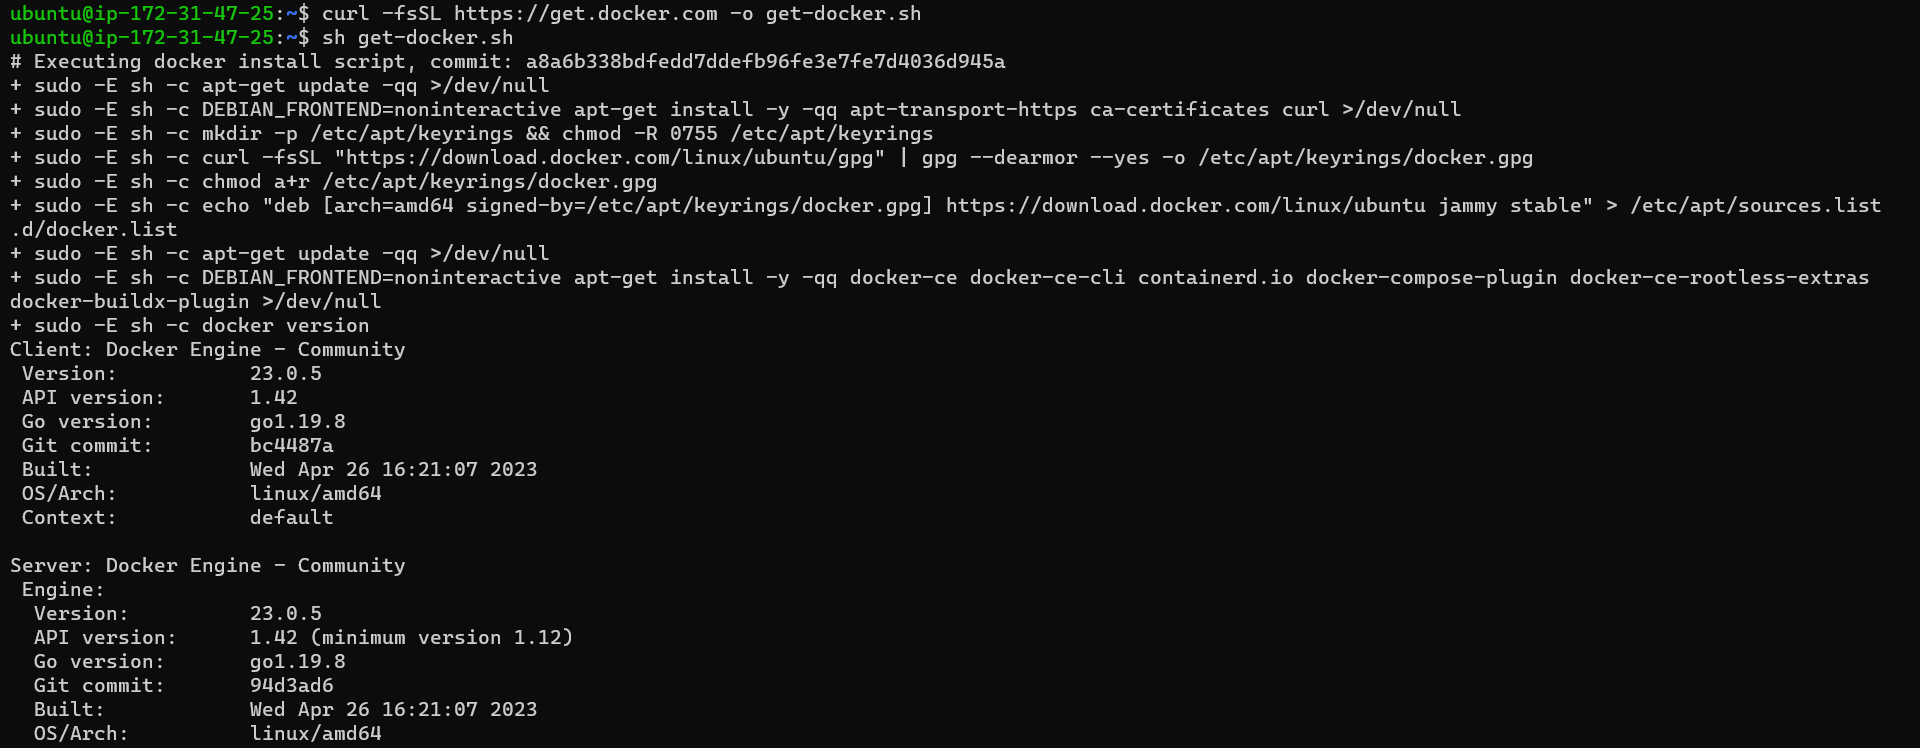 ubuntu@ip-172-31-47-25:~$ curl -fsSL https://get.docker.com -o get-docker.sh
ubuntu@ip-172-31-47-25:~$ sh get-docker.sh
# Executing docker install script, commit: a8a6b338bdfedd7ddefb96fe3e7fe7d4036d945a
+ sudo -E sh -c apt-get update -qq >/dev/null
+ sudo -E sh -c DEBIAN_FRONTEND=noninteractive apt-get install -y -qq apt-transport-https ca-certificates curl >/dev/null
+ sudo -E sh -c mkdir -p /etc/apt/keyrings && chmod -R 0755 /etc/apt/keyrings
+ sudo -E sh -c curl -fsSL "https://download.docker.com/linux/ubuntu/gpg" | gpg --dearmor --yes -o /etc/apt/keyrings/docker.gpg
+ sudo -E sh -c chmod a+r /etc/apt/keyrings/docker.gpg
+ sudo -E sh -c echo "deb [arch=amd64 signed-by=/etc/apt/keyrings/docker.gpg] https://download.docker.com/linux/ubuntu jammy stable" > /etc/apt/sources.list
.d/docker.list
+ sudo -E sh -c apt-get update -qq >/dev/null
+ sudo -E sh -c DEBIAN_FRONTEND=noninteractive apt-get install -y -qq docker-ce docker-ce-cli containerd.io docker-compose-plugin docker-ce-rootless-extras
docker-buildx-plugin >/dev/null
+ sudo -E sh -c docker version
Client: Docker Engine - Community
 Version:           23.0.5
 API version:       1.42
 Go version:        go1.19.8
 Git commit:        bc4487a
 Built:             Wed Apr 26 16:21:07 2023
 OS/Arch:           linux/amd64
 Context:           default

Server: Docker Engine - Community
 Engine:
  Version:          23.0.5
  API version:      1.42 (minimum version 1.12)
  Go version:       go1.19.8
  Git commit:       94d3ad6
  Built:            Wed Apr 26 16:21:07 2023
  OS/Arch:          linux/amd64